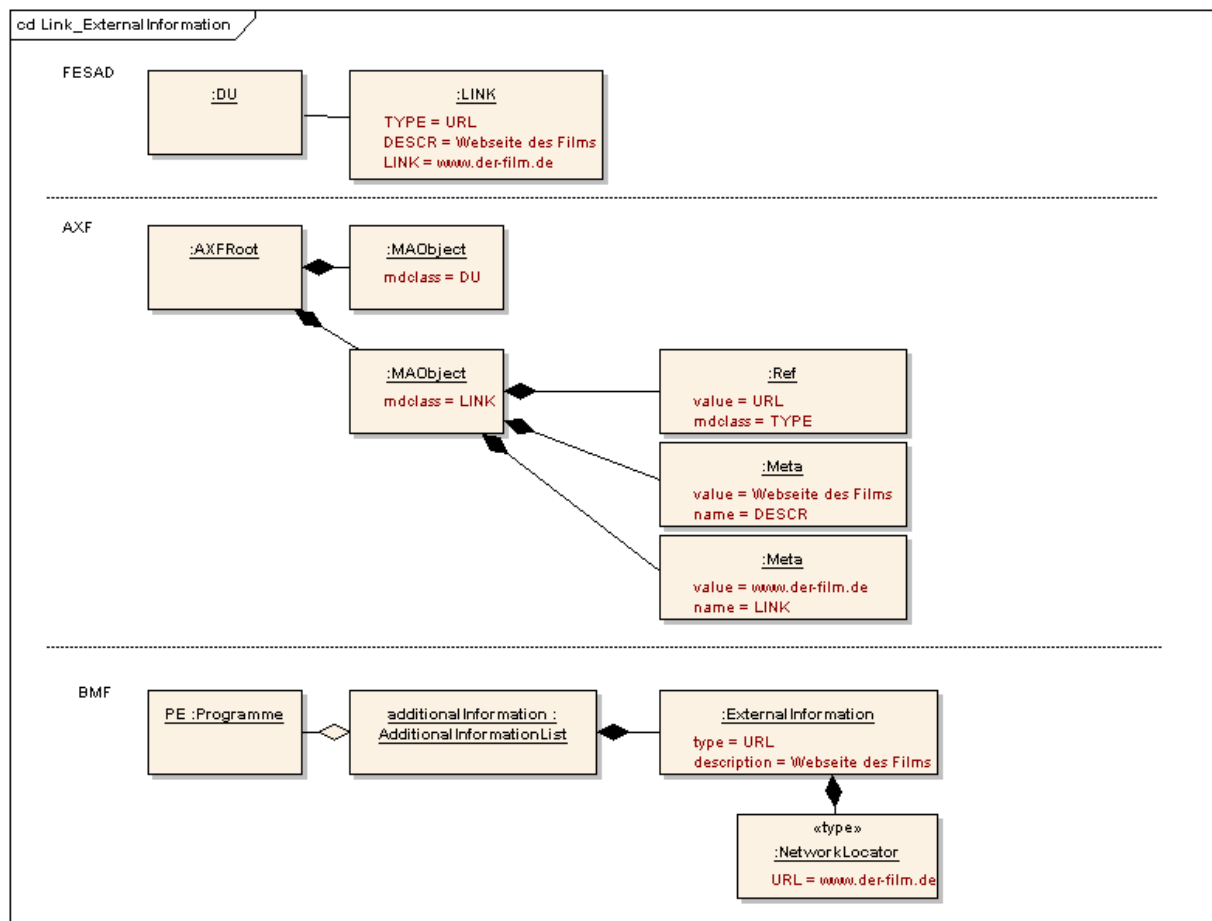 cd Link_ExternalInformation
FESAD
:DU
:LINK
TYPE = URL
DESCR = Webseite des Films
LINK = www.der-film.de
AXF
:AXFRoot
:MAObject
mdclass = DU
:MAObject
mdclass = LINK
:Ref
value = URL
mdclass = TYPE
:Meta
value = Webseite des Films
name = DESCR
:Meta
value = www.der-film.de
name = LINK
BMF
PE :Programme
additionalInformation :
AdditionalInformationList
:ExternalInformation
type = URL
description = Webseite des Films
«type»
:NetworkLocator
URL = www.der-film.de